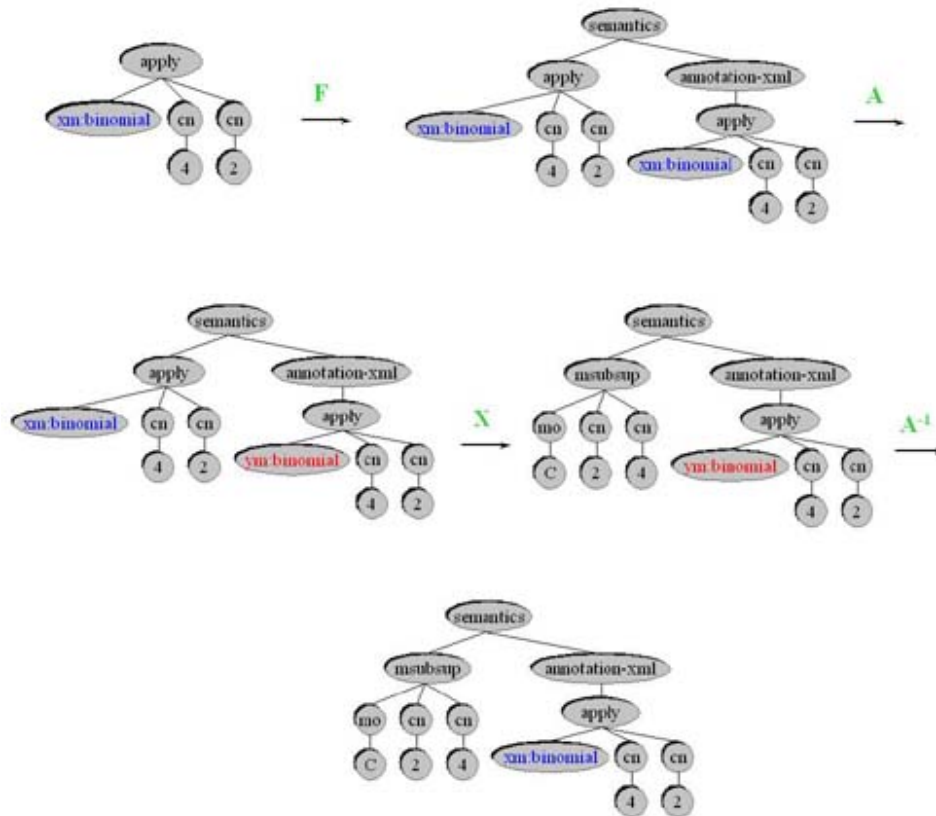 semantics
apply
F
apply
annotation-xml
A
xm:binomial
cn
cn
xm:binomial
cn
cn
apply
4
2
4
2
xm:binomial
cn
cn
4
2
semantics
semantics
apply
annotation-xml
msubsup
annotation-xml
xm:binomial
cn
cn
apply
X
mo
cn
cn
apply
A-1
4
2
ym:binomial
cn
cn
C
2
4
ym:binomial
cn
cn
4
2
4
2
semantics
msubsup
annotation-xml
mo
cn
cn
apply
C
2
4
xm:binomial
cn
cn
4
2